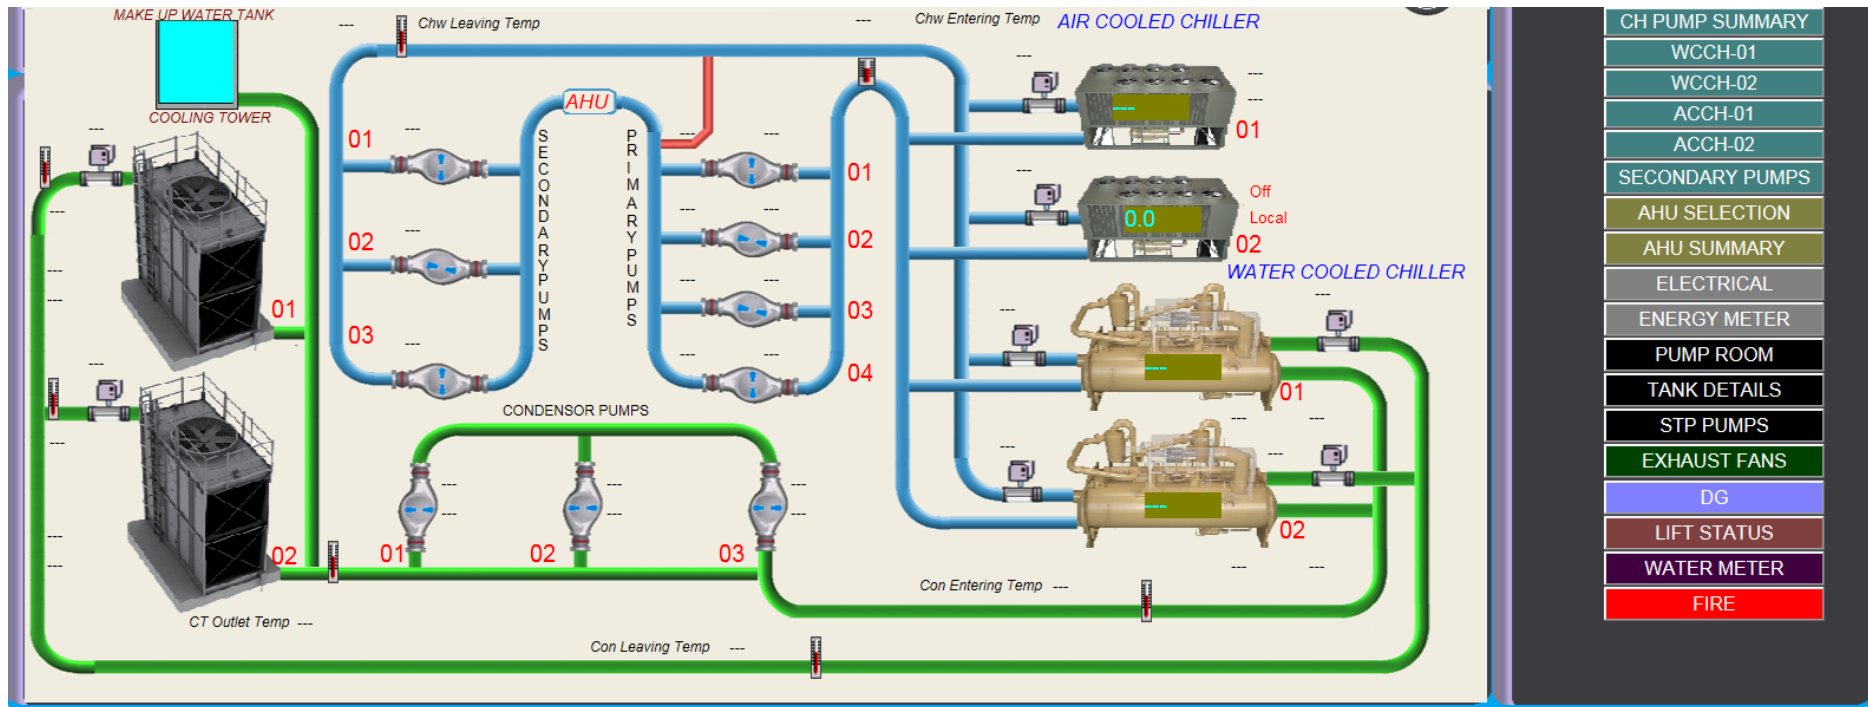 MAKE UP WATER TANK
---
Chw Leaving Temp
---
Chw Entering Temp
AIR COOLED CHILLER
COOLING TOWER
AHU
SECONDARY PUMPS
PRIMARY PUMPS
01
02
03
01
02
03
04
---
01
---
0.0
Off
Local
02
WATER COOLED CHILLER
---
01
---
02
01
02
CONDENSOR PUMPS
01
02
03
CT Outlet Temp ---
Con Entering Temp ---
Con Leaving Temp ---
CH PUMP SUMMARY
WCCH-01
WCCH-02
ACCH-01
ACCH-02
SECONDARY PUMPS
AHU SELECTION
AHU SUMMARY
ELECTRICAL
ENERGY METER
PUMP ROOM
TANK DETAILS
STP PUMPS
EXHAUST FANS
DG
LIFT STATUS
WATER METER
FIRE